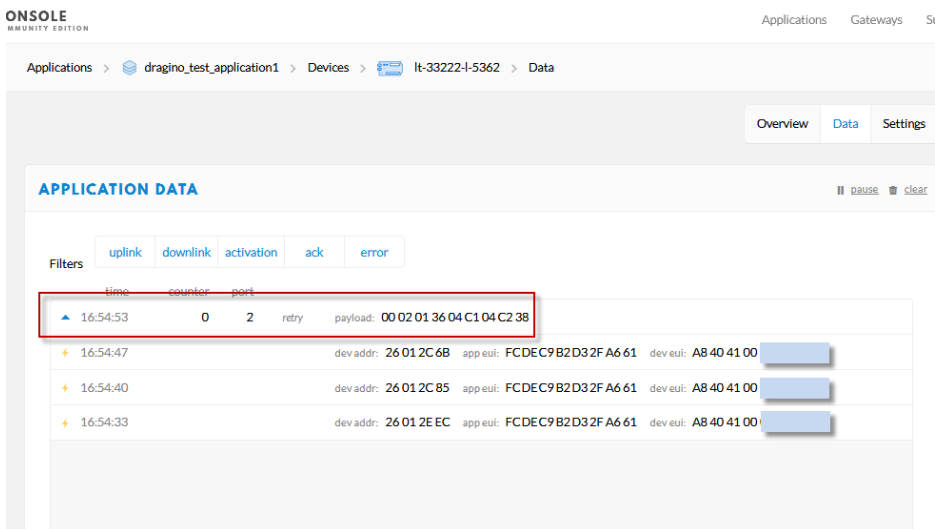 ONSOLE
MMUNITY EDITION
Applications Gateways Su
Applications > dragino_test_application1 > Devices > lt-33222-l-5362 > Data
Overview Data Settings
APPLICATION DATA
pause clear
Filters uplink downlink activation ack error
time counter port
16:54:53 0 2 retry payload: 00 02 01 36 04 C1 04 C2 38
16:54:47 dev addr: 26 01 2C 6B app eui: FC DE C9 B2 D3 2F A6 61 dev eui: A8 40 41 00
16:54:40 dev addr: 26 01 2C 85 app eui: FC DE C9 B2 D3 2F A6 61 dev eui: A8 40 41 00
16:54:33 dev addr: 26 01 2E EC app eui: FC DE C9 B2 D3 2F A6 61 dev eui: A8 40 41 00